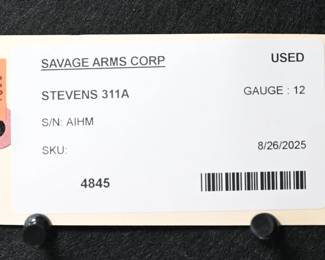 SAVAGE ARMS CORP USED
STEVENS 311A GAUGE : 12
S/N: AIHM
SKU: 8/26/2025
4845